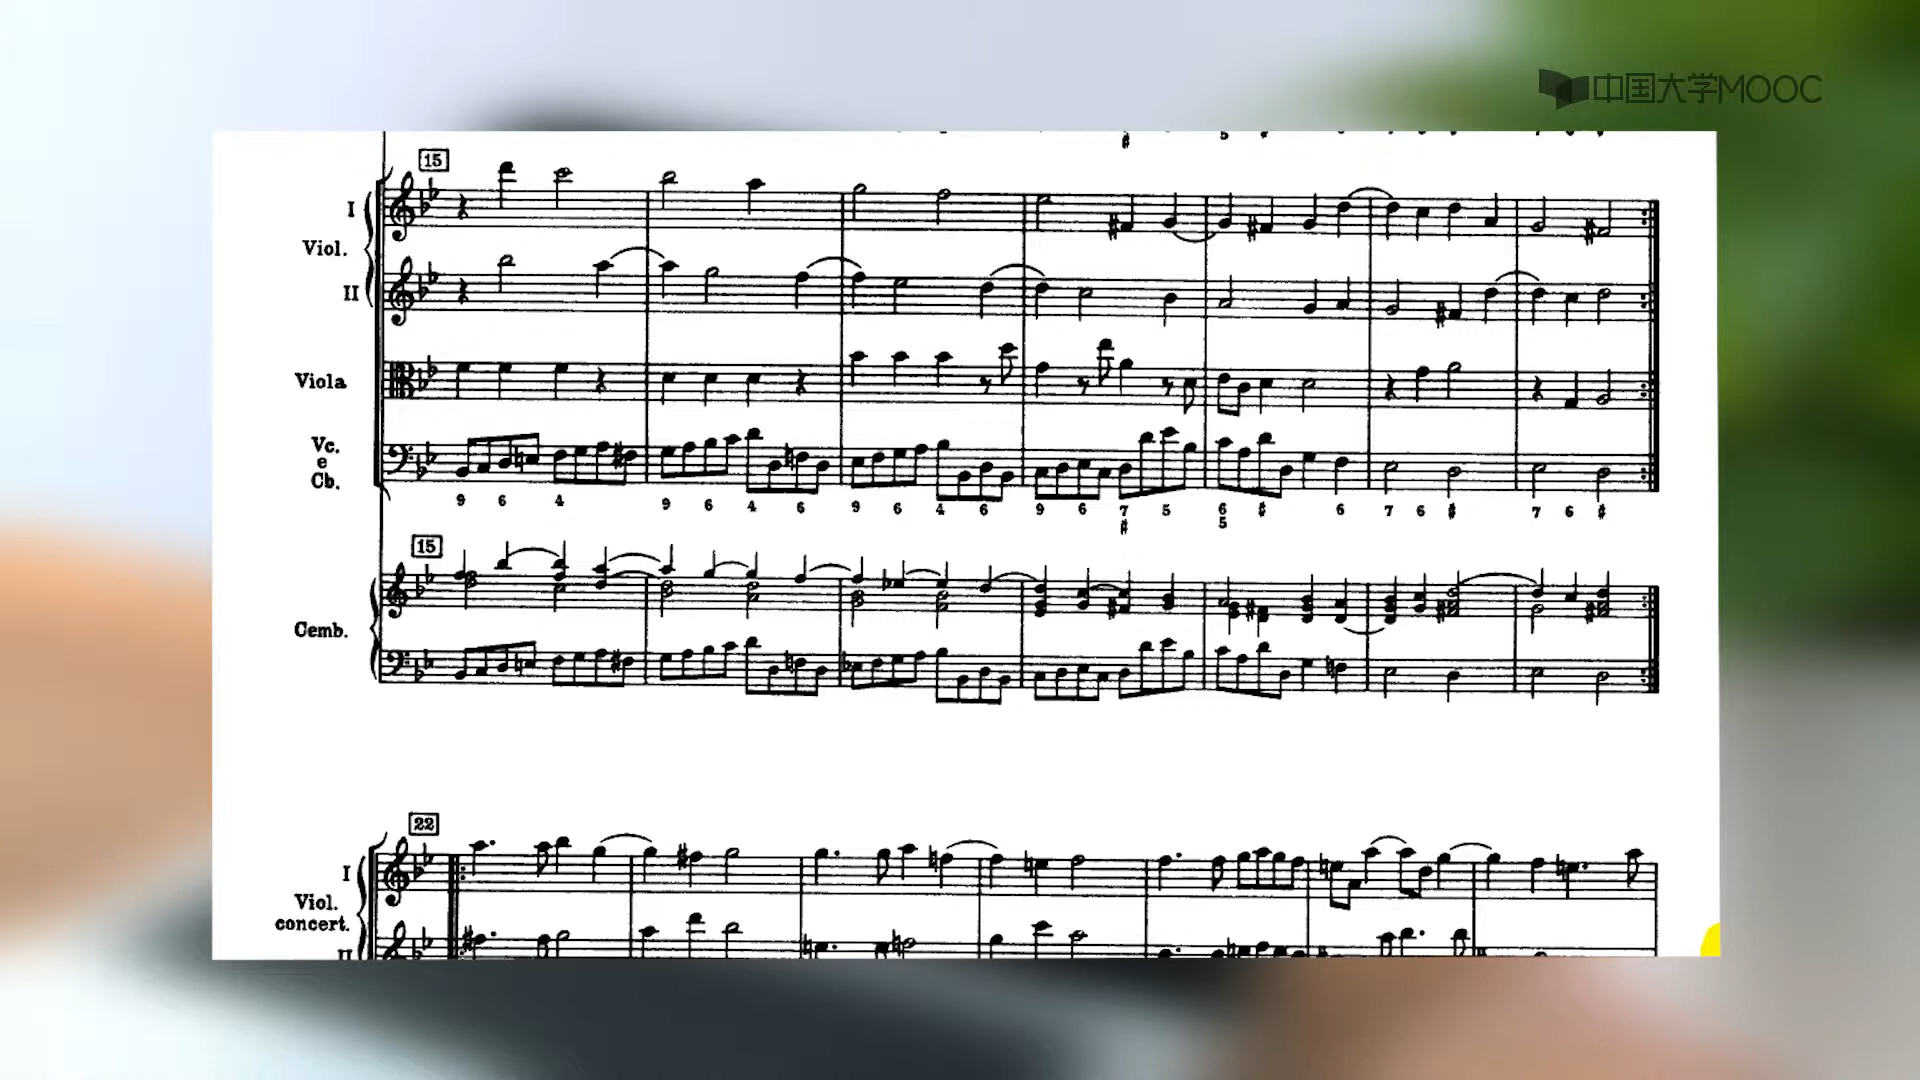 中国大学MOOC
5
15
I
Viol.
II
Viola
Vc.
e
Cb.
9 6 4 9 6 4 6 9 6 4 6 9 6 7 5 6 6 7 6 # 7 6 #
# 5 #
15
Cemb.
22
I
Viol.
concert.
II